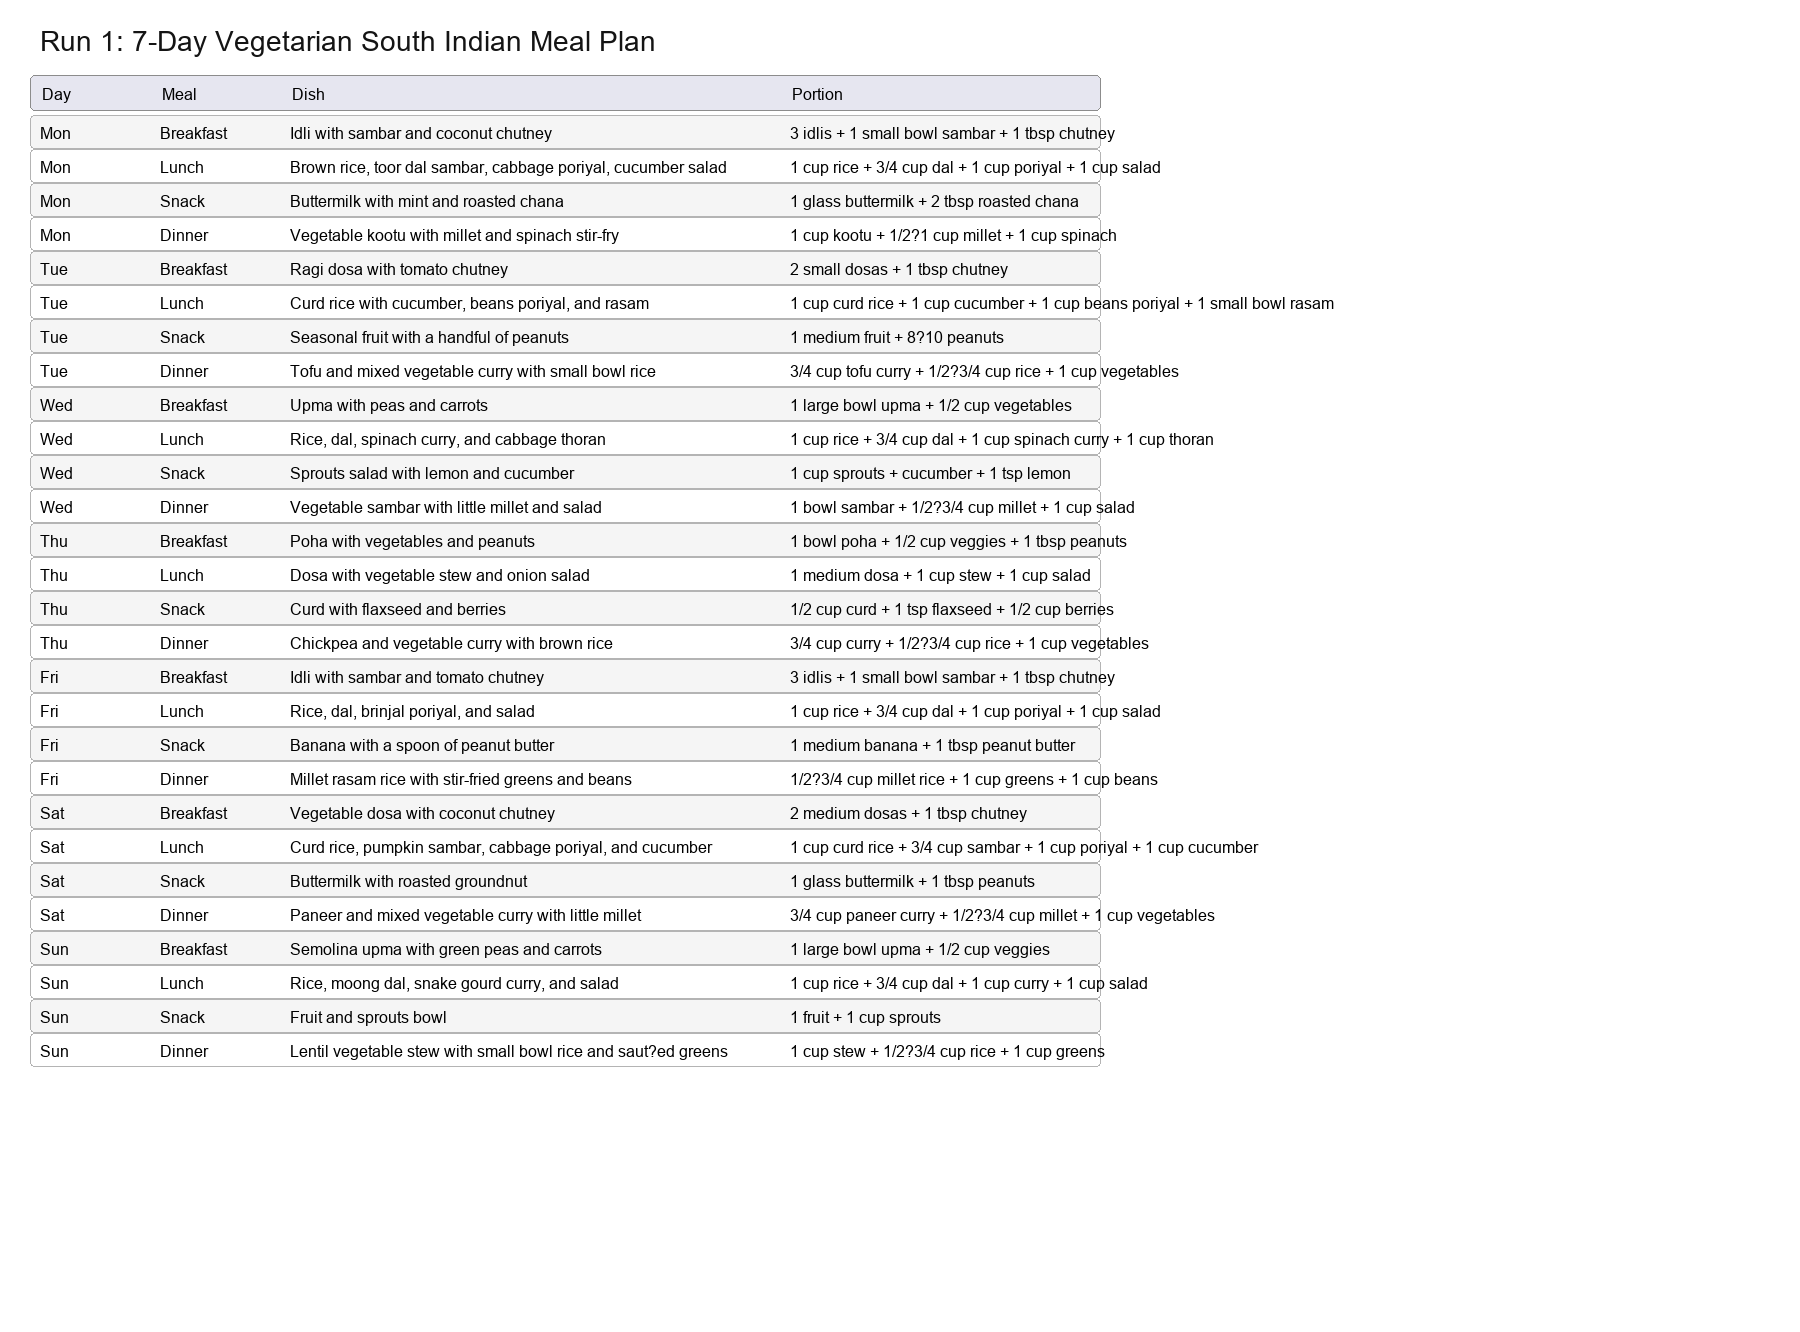 Run 1: 7-Day Vegetarian South Indian Meal Plan
Day Meal Dish Portion
Mon Breakfast Idli with sambar and coconut chutney 3 idlis + 1 small bowl sambar + 1 tbsp chutney
Mon Lunch Brown rice, toor dal sambar, cabbage poriyal, cucumber salad 1 cup rice + 3/4 cup dal + 1 cup poriyal + 1 cup salad
Mon Snack Buttermilk with mint and roasted chana 1 glass buttermilk + 2 tbsp roasted chana
Mon Dinner Vegetable kootu with millet and spinach stir-fry 1 cup kootu + 1/2?1 cup millet + 1 cup spinach
Tue Breakfast Ragi dosa with tomato chutney 2 small dosas + 1 tbsp chutney
Tue Lunch Curd rice with cucumber, beans poriyal, and rasam 1 cup curd rice + 1 cup cucumber + 1 cup beans poriyal + 1 small bowl rasam
Tue Snack Seasonal fruit with a handful of peanuts 1 medium fruit + 8?10 peanuts
Tue Dinner Tofu and mixed vegetable curry with small bowl rice 3/4 cup tofu curry + 1/2?3/4 cup rice + 1 cup vegetables
Wed Breakfast Upma with peas and carrots 1 large bowl upma + 1/2 cup vegetables
Wed Lunch Rice, dal, spinach curry, and cabbage thoran 1 cup rice + 3/4 cup dal + 1 cup spinach curry + 1 cup thoran
Wed Snack Sprouts salad with lemon and cucumber 1 cup sprouts + cucumber + 1 tsp lemon
Wed Dinner Vegetable sambar with little millet and salad 1 bowl sambar + 1/2?3/4 cup millet + 1 cup salad
Thu Breakfast Poha with vegetables and peanuts 1 bowl poha + 1/2 cup veggies + 1 tbsp peanuts
Thu Lunch Dosa with vegetable stew and onion salad 1 medium dosa + 1 cup stew + 1 cup salad
Thu Snack Curd with flaxseed and berries 1/2 cup curd + 1 tsp flaxseed + 1/2 cup berries
Thu Dinner Chickpea and vegetable curry with brown rice 3/4 cup curry + 1/2?3/4 cup rice + 1 cup vegetables
Fri Breakfast Idli with sambar and tomato chutney 3 idlis + 1 small bowl sambar + 1 tbsp chutney
Fri Lunch Rice, dal, brinjal poriyal, and salad 1 cup rice + 3/4 cup dal + 1 cup poriyal + 1 cup salad
Fri Snack Banana with a spoon of peanut butter 1 medium banana + 1 tbsp peanut butter
Fri Dinner Millet rasam rice with stir-fried greens and beans 1/2?3/4 cup millet rice + 1 cup greens + 1 cup beans
Sat Breakfast Vegetable dosa with coconut chutney 2 medium dosas + 1 tbsp chutney
Sat Lunch Curd rice, pumpkin sambar, cabbage poriyal, and cucumber 1 cup curd rice + 3/4 cup sambar + 1 cup poriyal + 1 cup cucumber
Sat Snack Buttermilk with roasted groundnut 1 glass buttermilk + 1 tbsp peanuts
Sat Dinner Paneer and mixed vegetable curry with little millet 3/4 cup paneer curry + 1/2?3/4 cup millet + 1 cup vegetables
Sun Breakfast Semolina upma with green peas and carrots 1 large bowl upma + 1/2 cup veggies
Sun Lunch Rice, moong dal, snake gourd curry, and salad 1 cup rice + 3/4 cup dal + 1 cup curry + 1 cup salad
Sun Snack Fruit and sprouts bowl 1 fruit + 1 cup sprouts
Sun Dinner Lentil vegetable stew with small bowl rice and saut?ed greens 1 cup stew + 1/2?3/4 cup rice + 1 cup greens